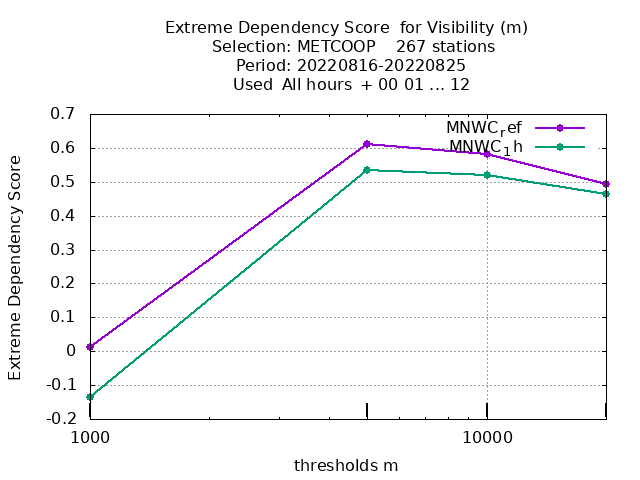 Extreme Dependency Score  for Visibility (m)
Selection: METCOOP    267 stations
Period: 20220816-20220825
Used  All hours  + 00 01 ... 12
Extreme Dependency Score
0.7
0.6
0.5
0.4
0.3
0.2
0.1
0
-0.1
-0.2
MNWC_ref
MNWC_1h
1000
10000
thresholds m